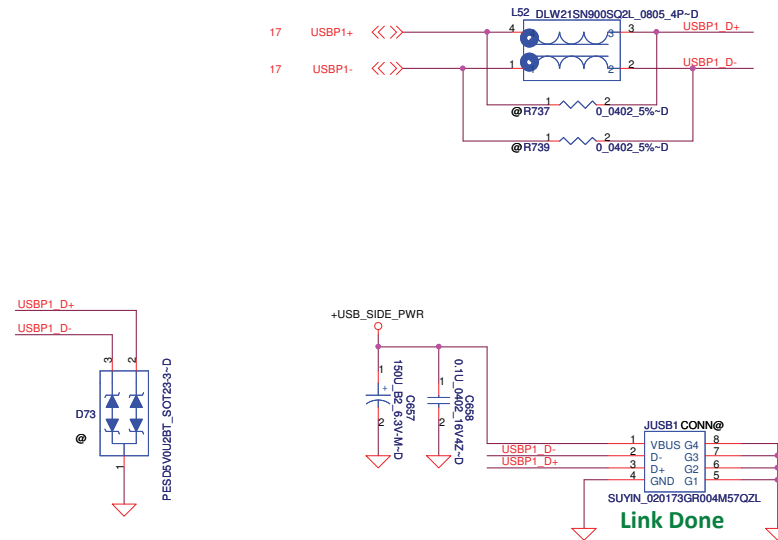 L52 DLW21SN900SQ2L_0805_4P~D
17 USBP1+ 4 3 3 USBP1_D+
17 USBP1- 1 2 2 USBP1_D-
1 2
@R737 0_0402_5%~D
1 2
@R739 0_0402_5%~D
USBP1_D+
USBP1_D-
3 2
D73
@
1
PESD5V0U2BT_SOT23-3~D
+USB_SIDE_PWR
1
+
2
C657
150U_B2_6.3V-M~D
1
2
C658
0.1U_0402_16V4Z~D
JUSB1 CONN@
1 VBUS G4 8
USBP1_D- 2 D- G3 7
USBP1_D+ 3 D+ G2 6
4 GND G1 5
SUYIN_020173GR004M57QZL
Link Done